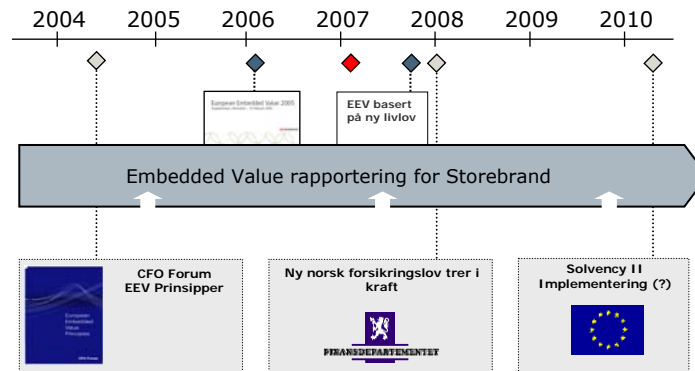 2004 2005 2006 2007 2008 2009 2010
European Embedded Value 2005
EEV basert
på ny livlov
Embedded Value rapportering for Storebrand
CFO Forum
EEV Prinsipper
European
Embedded
Value
Principles
CFO Forum
Ny norsk forsikringslov trer i
kraft
FINANSDEPARTEMENTET
Solvency II
Implementering (?)